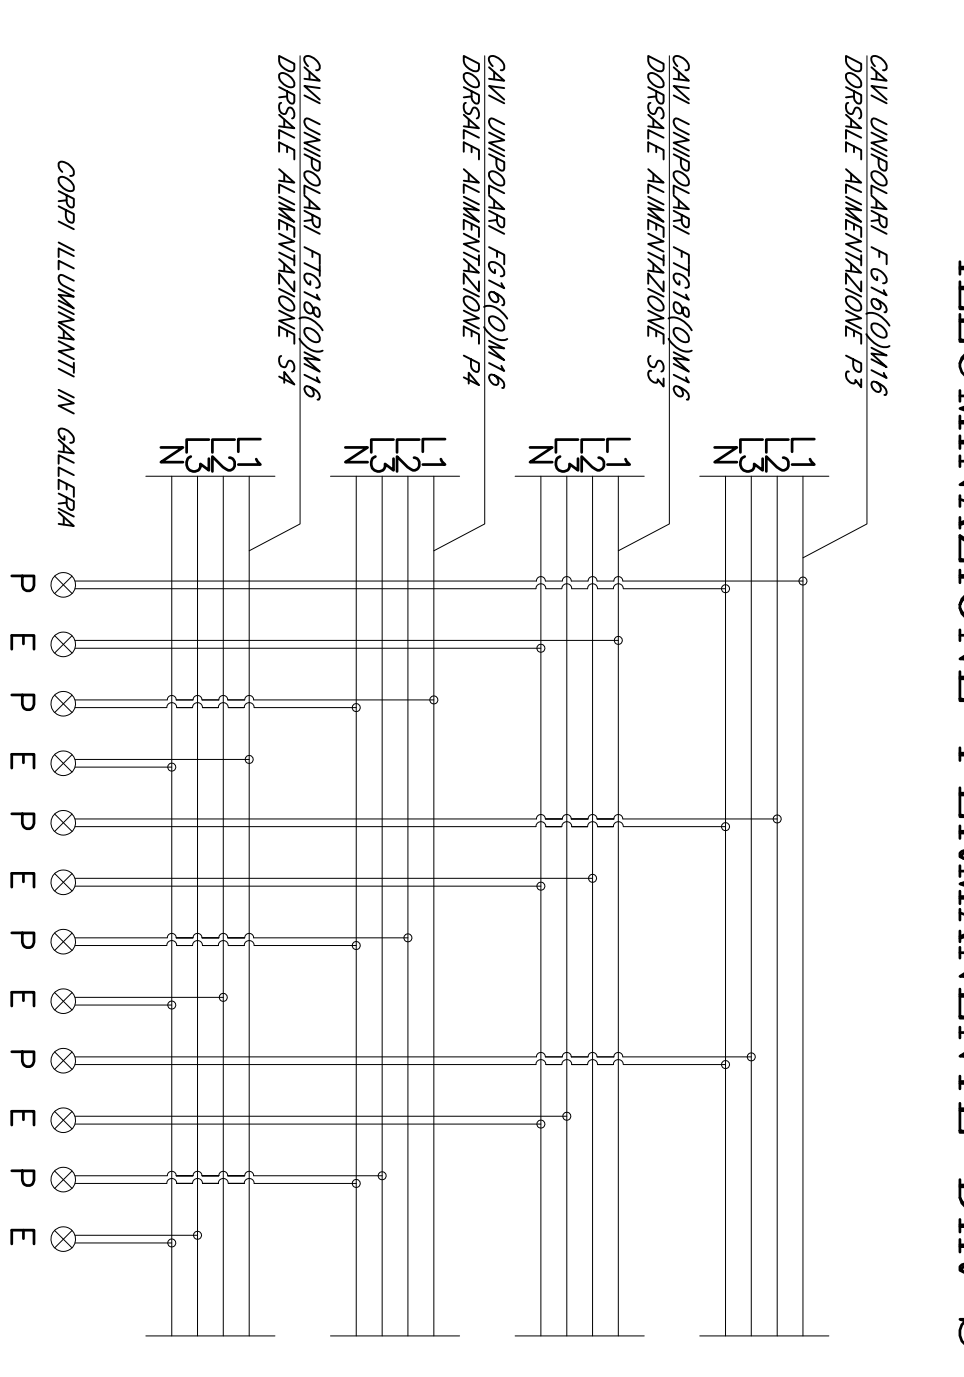 CAVI UNIPOLARI FG16(O)M16
DORSALE ALIMENTAZIONE P3
L1
L2
L3
N
CAVI UNIPOLARI FTG18(O)M16
DORSALE ALIMENTAZIONE S3
L1
L2
L3
N
CAVI UNIPOLARI FG16(O)M16
DORSALE ALIMENTAZIONE P4
L1
L2
L3
N
CAVI UNIPOLARI FTG18(O)M16
DORSALE ALIMENTAZIONE S4
L1
L2
L3
N
CORPI ILLUMINANTI IN GALLERIA
P E P E P E P E P E P E